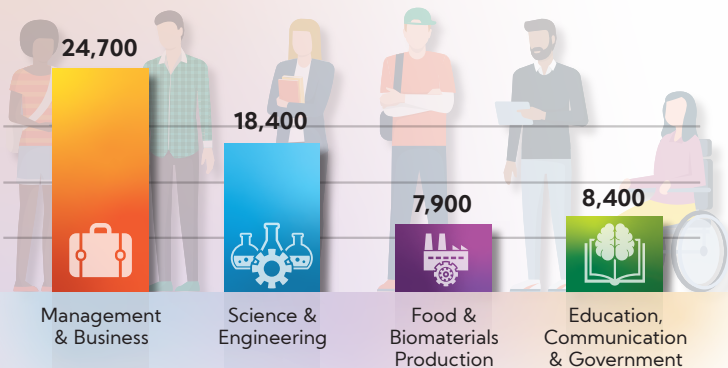 24,700
18,400
7,900
8,400
Management
& Business
Science &
Engineering
Food &
Biomaterials
Production
Education,
Communication
& Government